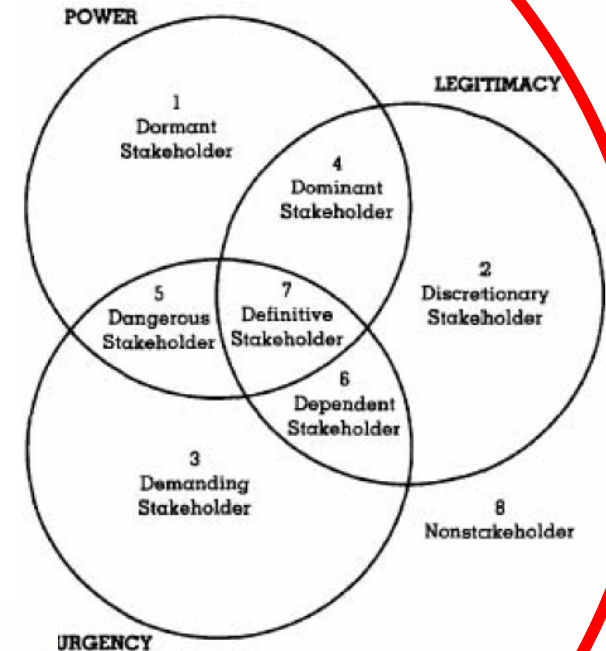 POWER
LEGITIMACY
1
Dormant
Stakeholder
4
Dominant
Stakeholder
2
Discretionary
Stakeholder
5
Dangerous
Stakeholder
7
Definitive
Stakeholder
6
Dependent
Stakeholder
3
Demanding
Stakeholder
8
Nonstakeholder
URGENCY